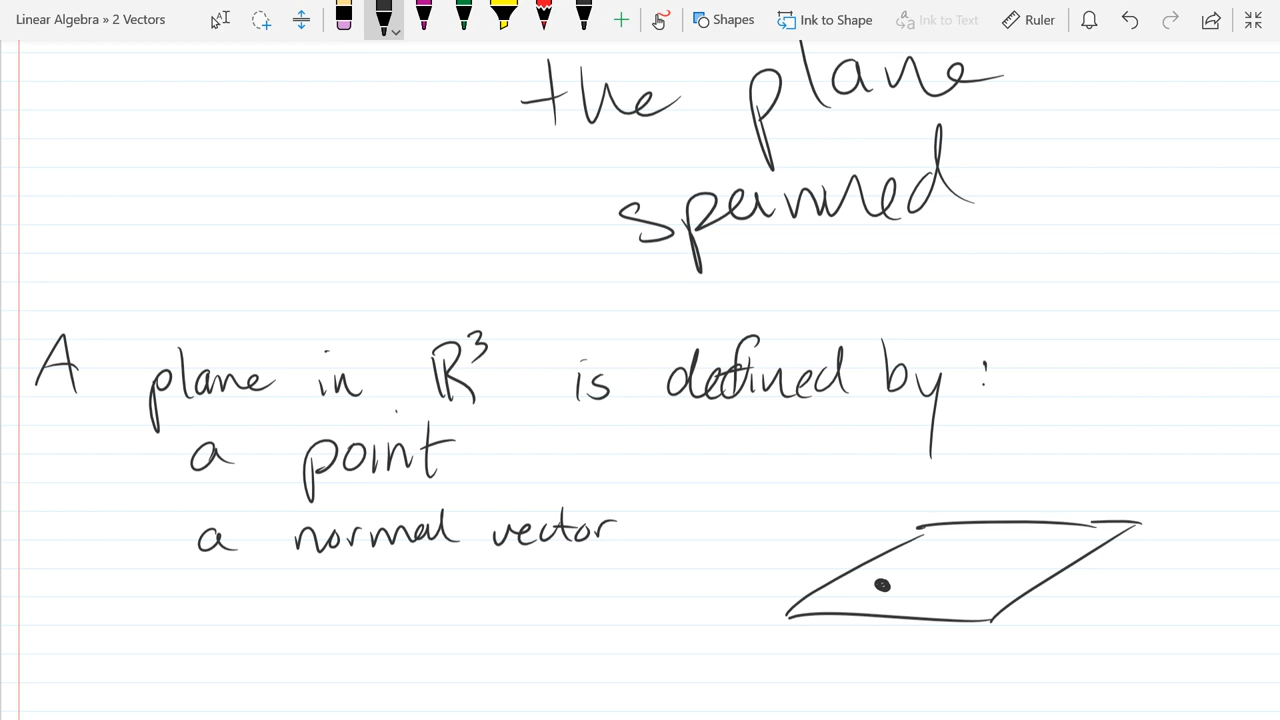 Linear Algebra » 2 Vectors
Shapes
Ink to Shape
Ink to Text
Ruler
the plane
spanned
A plane in ℝ³ is defined by:
a point
a normal vector